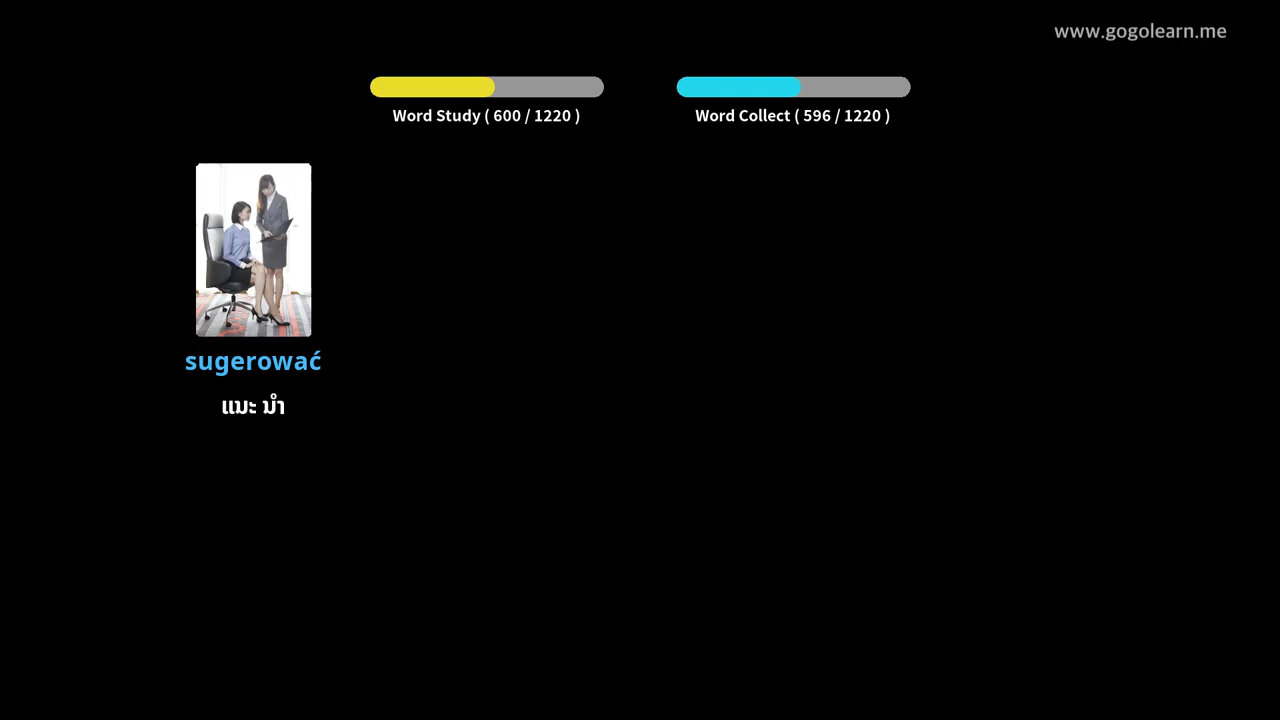 www.gogolearn.me
Word Study ( 600 / 1220 )
Word Collect ( 596 / 1220 )
sugerować
ແນະ ນຳ